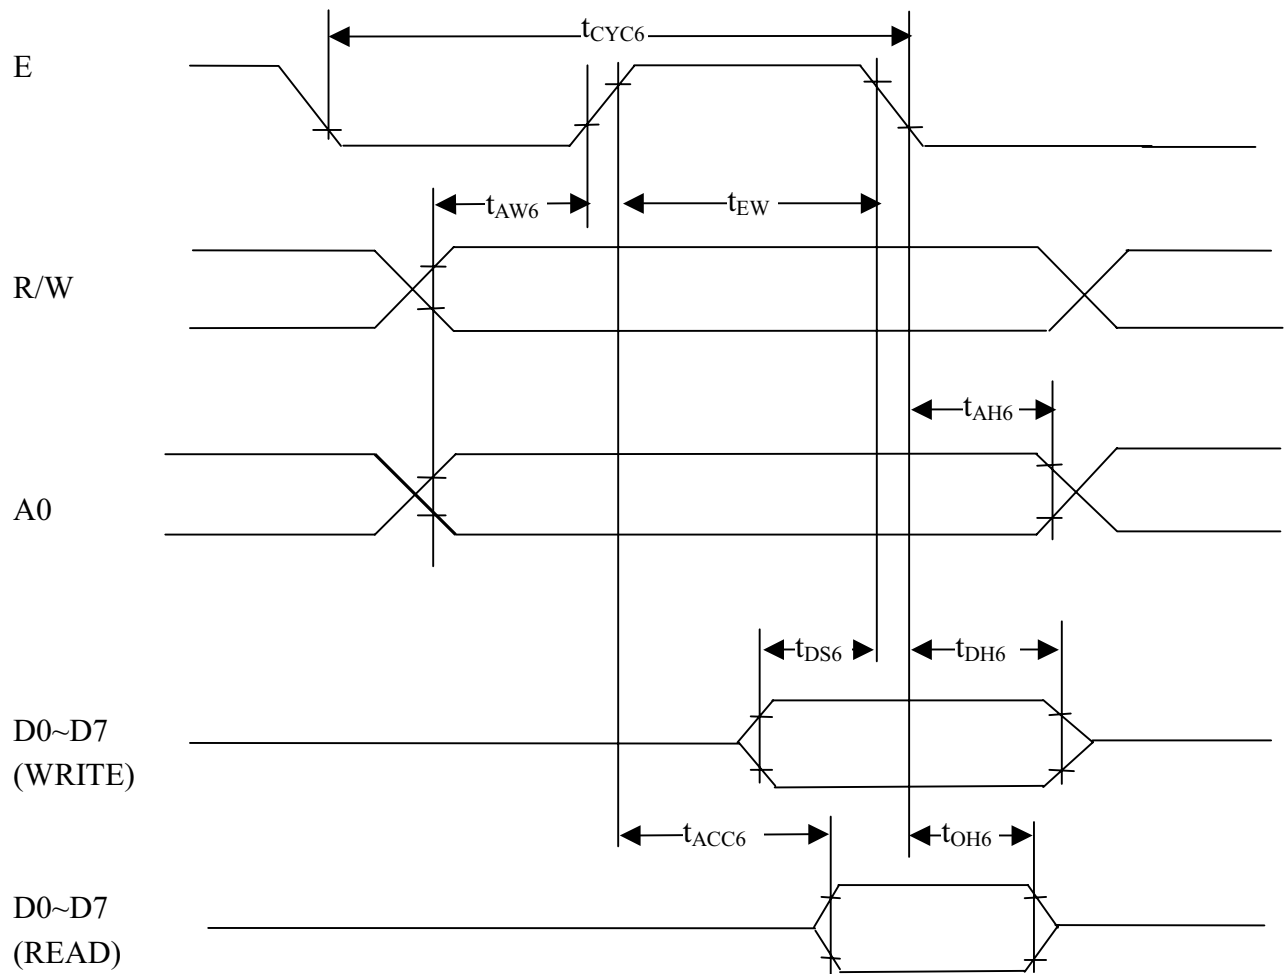 tCYC6
E
tAW6
tEW
R/W
tAH6
A0
tDS6
tDH6
D0~D7
(WRITE)
tACC6
tOH6
D0~D7
(READ)